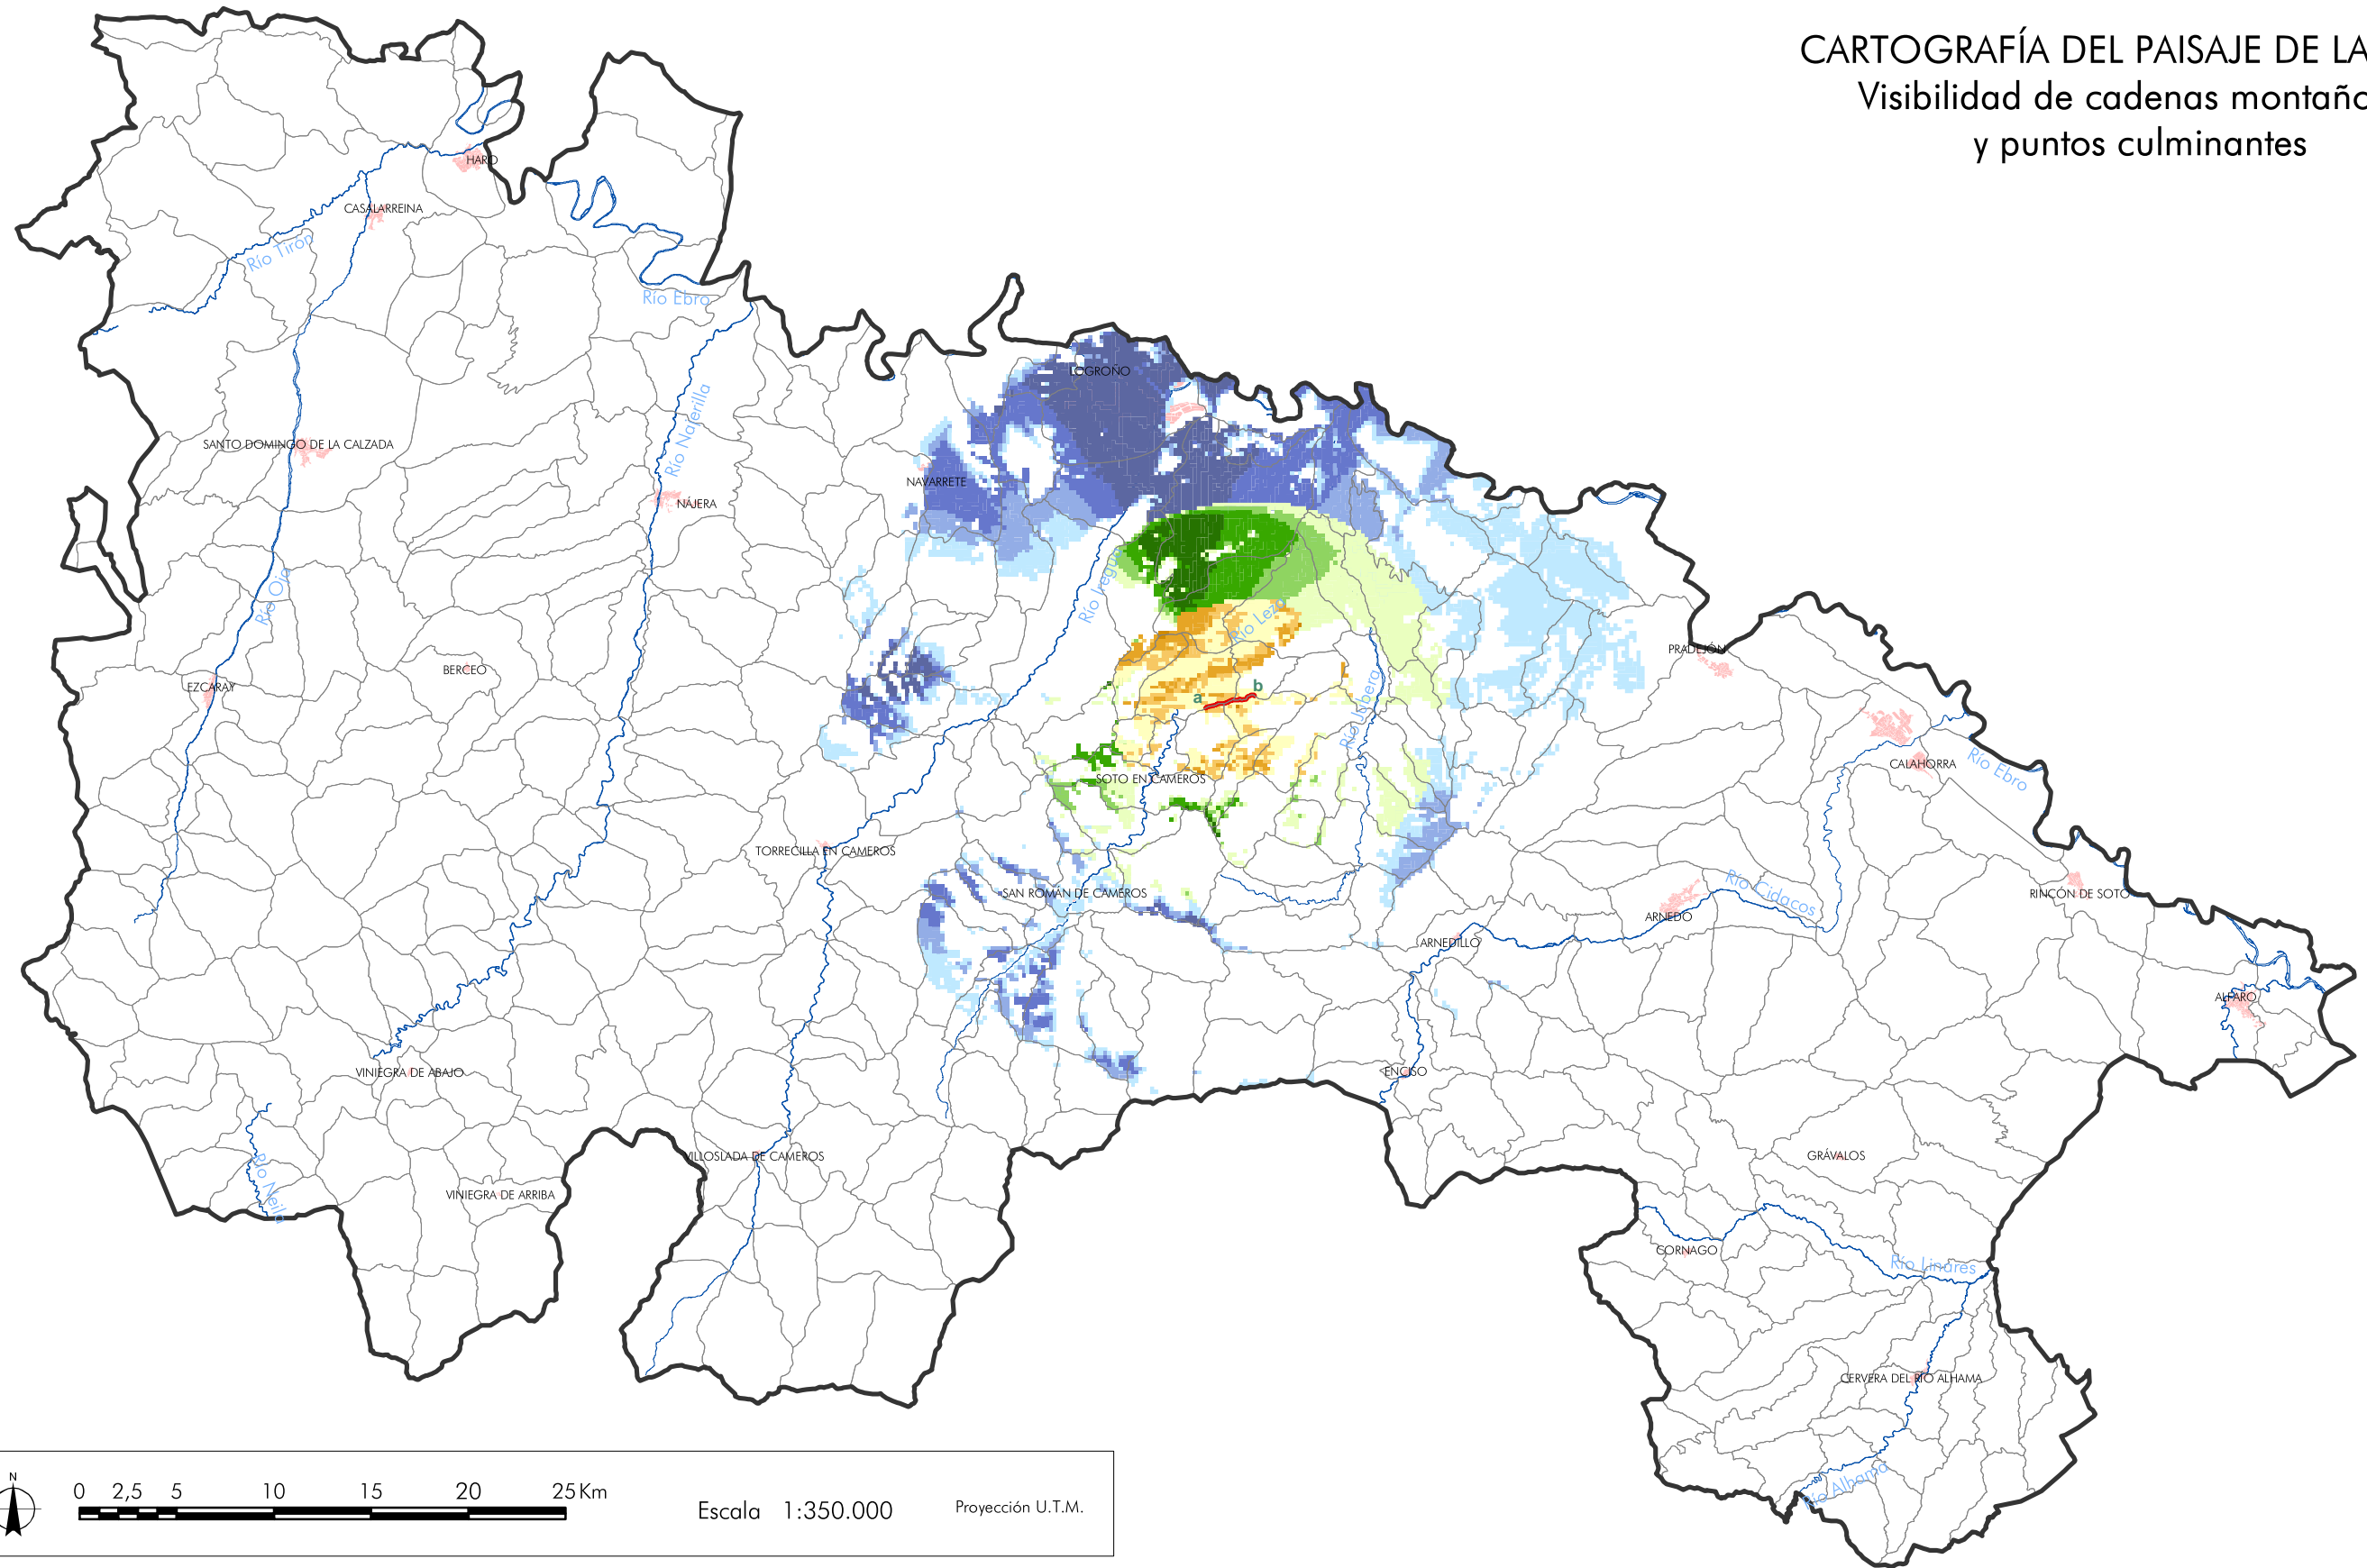 CARTOGRAFÍA DEL PAISAJE DE LA
Visibilidad de cadenas montaño
y puntos culminantes
HARO
CASALARREINA
Río Tirón
Río Ebro
LOGROÑO
Río Najerilla
SANTO DOMINGO DE LA CALZADA
NAVARRETE
NÁJERA
Río Oja
Río Iregua
Río Leza
PRADEJÓN
BERCEO
EZCARAY
a
b
Río Jubera
CALAHORRA
Río Ebro
SOTO EN CAMEROS
TORRECILLA EN CAMEROS
SAN ROMÁN DE CAMEROS
Río Cidacos
RINCÓN DE SOTO
ARNEDO
ARNEDILLO
ALFARO
VINIEGRA DE ABAJO
ENCISO
VILLOSLADA DE CAMEROS
GRÁVALOS
Río Neila
VINIEGRA DE ARRIBA
CORNAGO
Río Linares
CERVERA DEL RÍO ALHAMA
Río Alhama
N
0 2,5 5 10 15 20 25 Km
Escala 1:350.000
Proyección U.T.M.